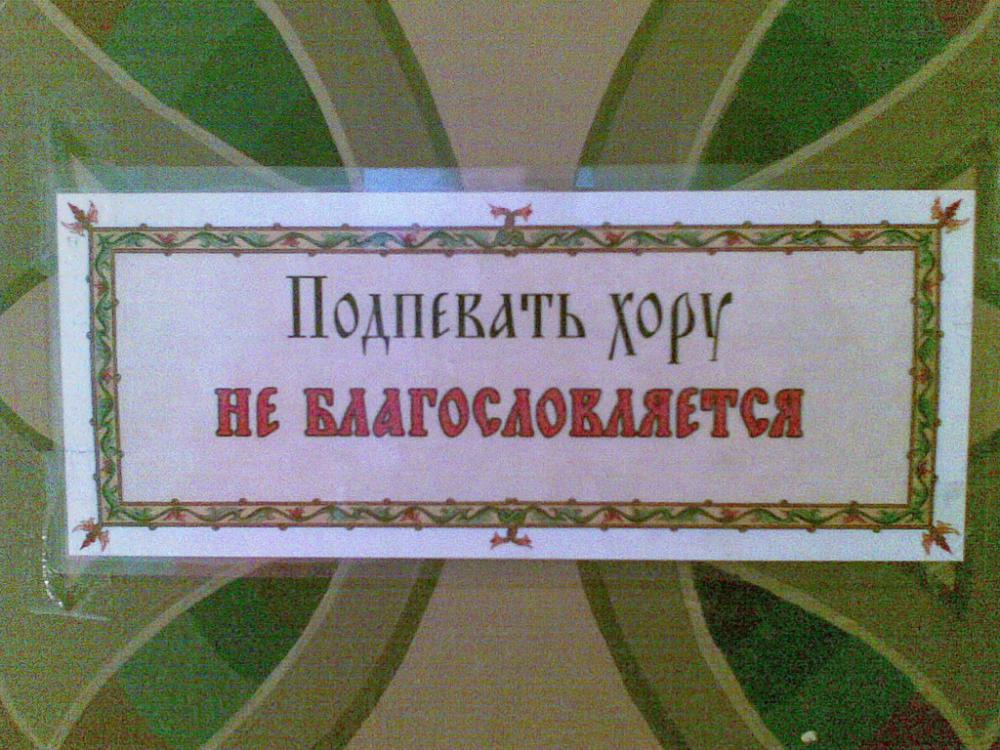 Подпевать хору
не благословляется